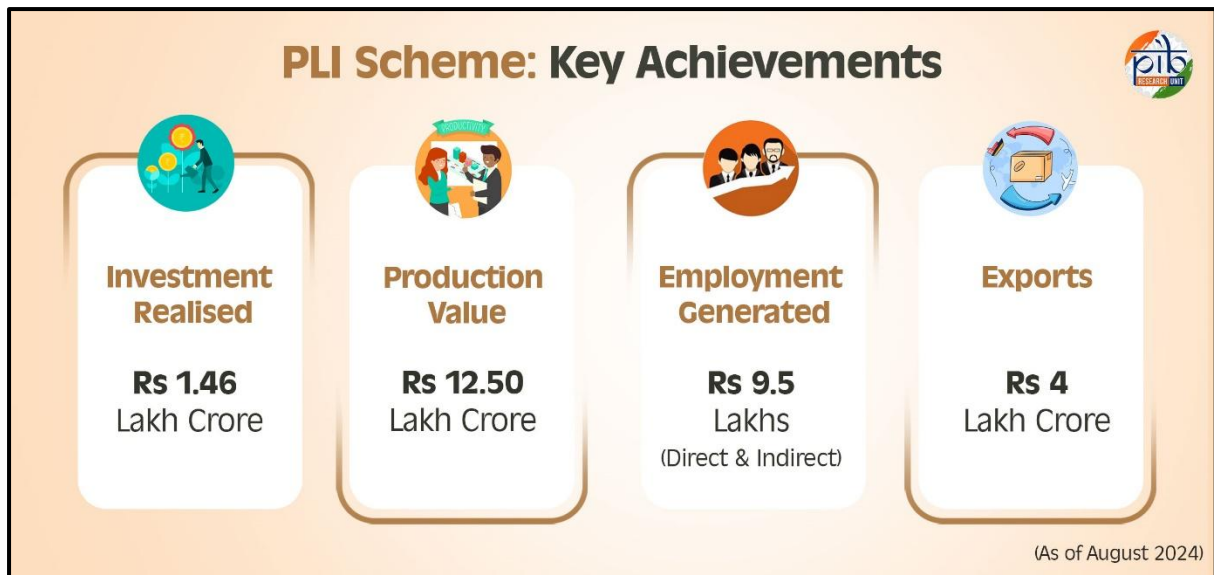 PLI Scheme: Key Achievements
pib
RESEARCH UNIT
PRODUCTIVITY
Investment
Realised
Rs 1.46
Lakh Crore
Production
Value
Rs 12.50
Lakh Crore
Employment
Generated
Rs 9.5
Lakhs
(Direct & Indirect)
Exports
Rs 4
Lakh Crore
(As of August 2024)